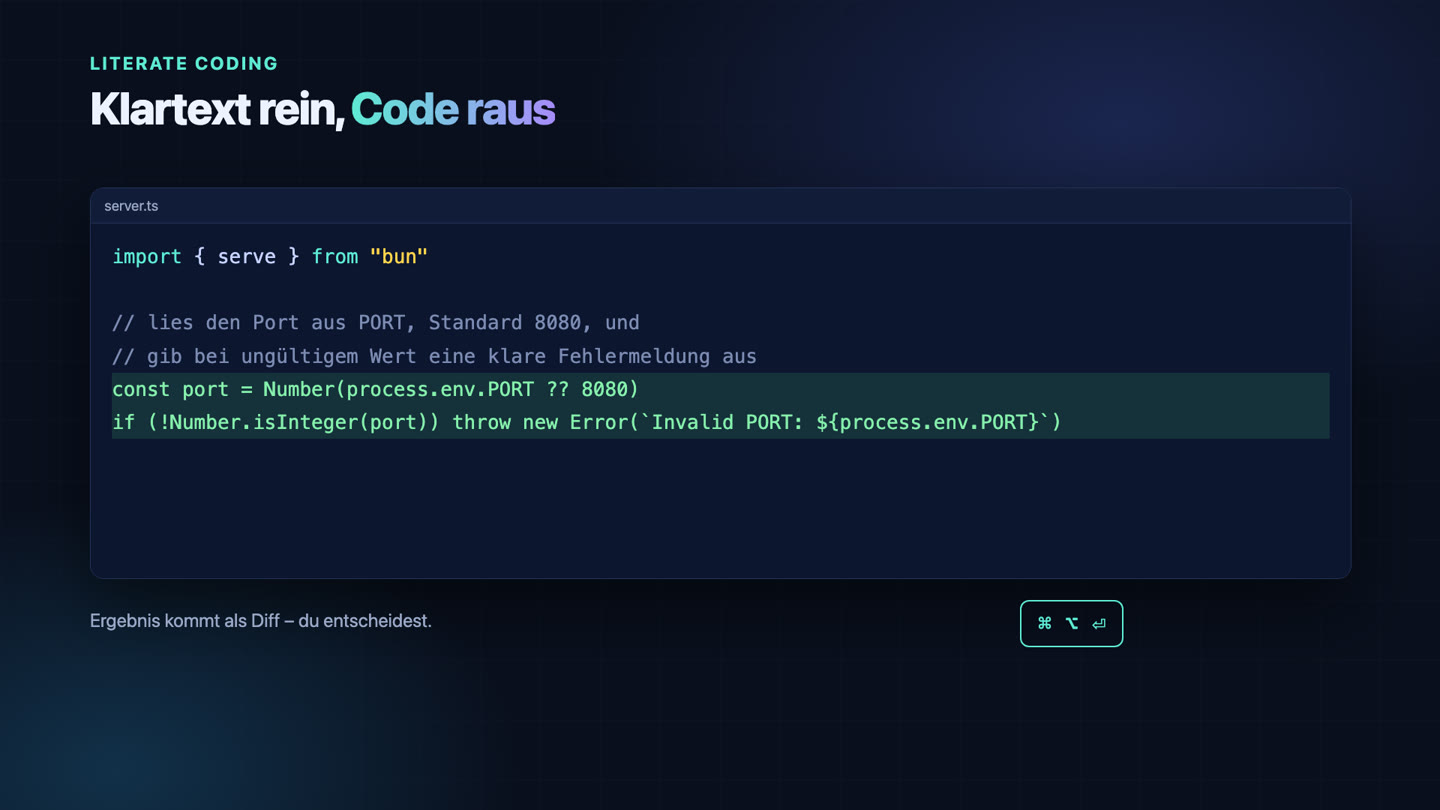 LITERATE CODING
Klartext rein, Code raus
server.ts
import { serve } from "bun"
// lies den Port aus PORT, Standard 8080, und
// gib bei ungültigem Wert eine klare Fehlermeldung aus
const port = Number(process.env.PORT ?? 8080)
if (!Number.isInteger(port)) throw new Error(`Invalid PORT: ${process.env.PORT}`)
Ergebnis kommt als Diff – du entscheidest.
⌘ ⌥ ⏎